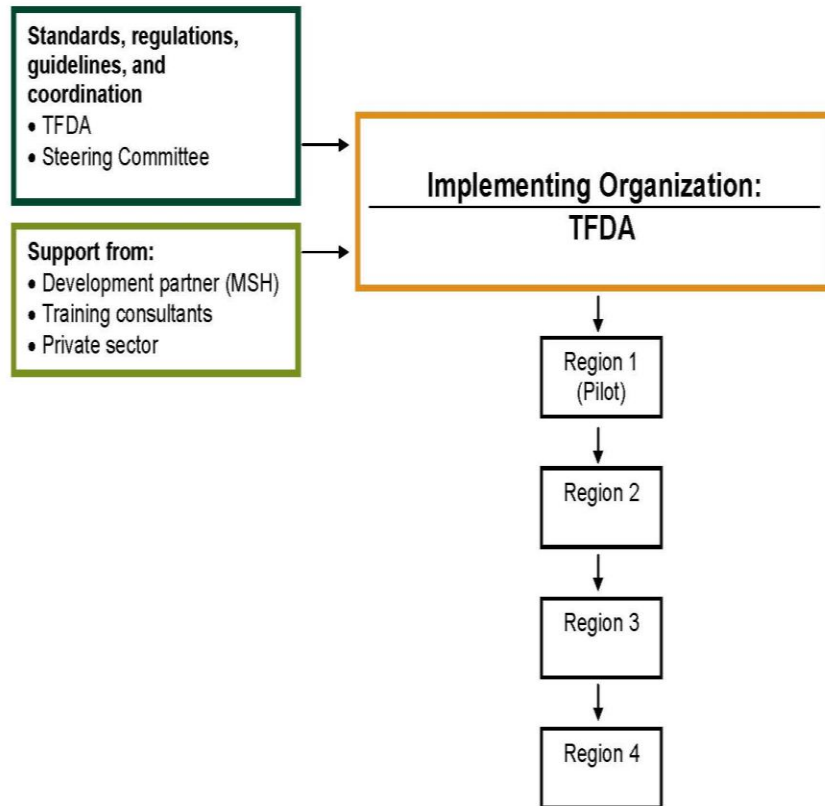 Standards, regulations,
guidelines, and
coordination
• TFDA
• Steering Committee
Support from:
• Development partner (MSH)
• Training consultants
• Private sector
Implementing Organization:
TFDA
Region 1
(Pilot)
Region 2
Region 3
Region 4